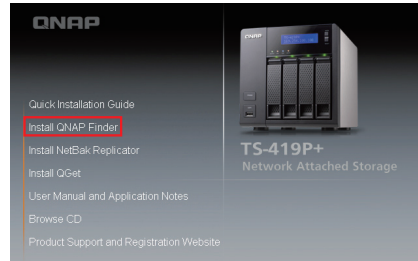 QNAP
Quick Installation Guide
Install QNAP Finder
Install NetBak Replicator
Install QGet
User Manual and Application Notes
Browse CD
Product Support and Registration Website
TS-419P+
Network Attached Storage